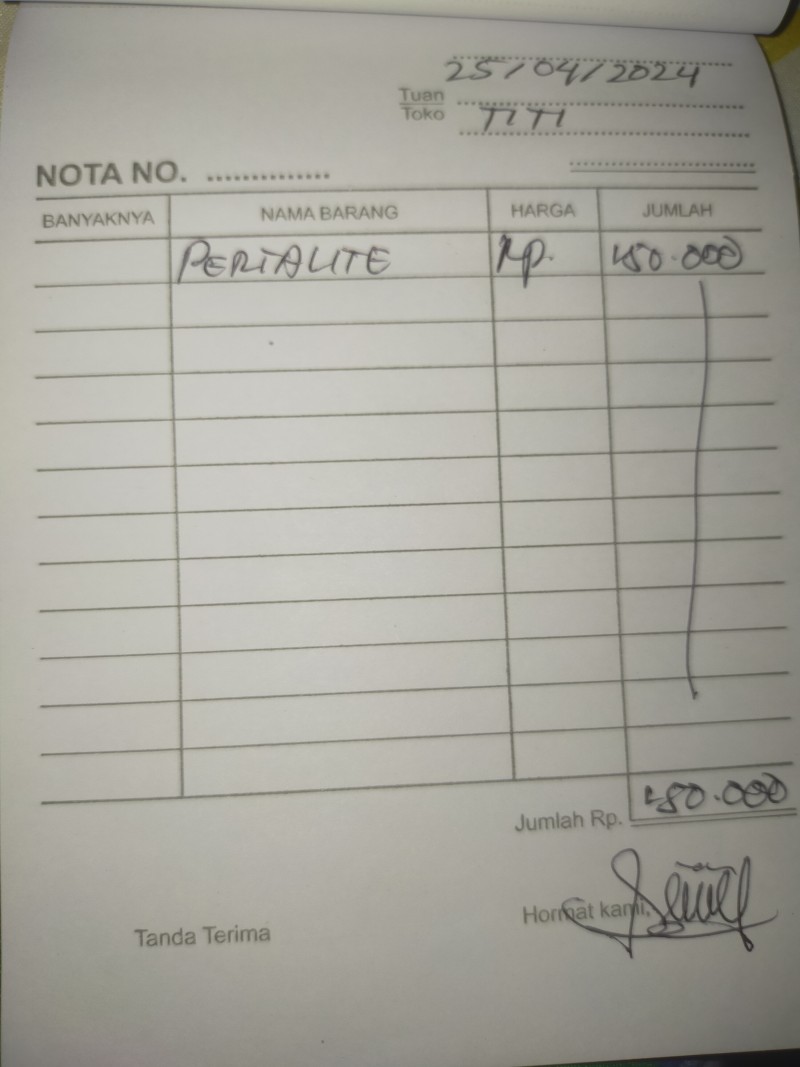 25/04/2024
Tuan
Toko TITI
NOTA NO. ..............
BANYAKNYA NAMA BARANG HARGA JUMLAH
PERTALITE Rp. 450.000
Jumlah Rp. 450.000
Tanda Terima Hormat kami,